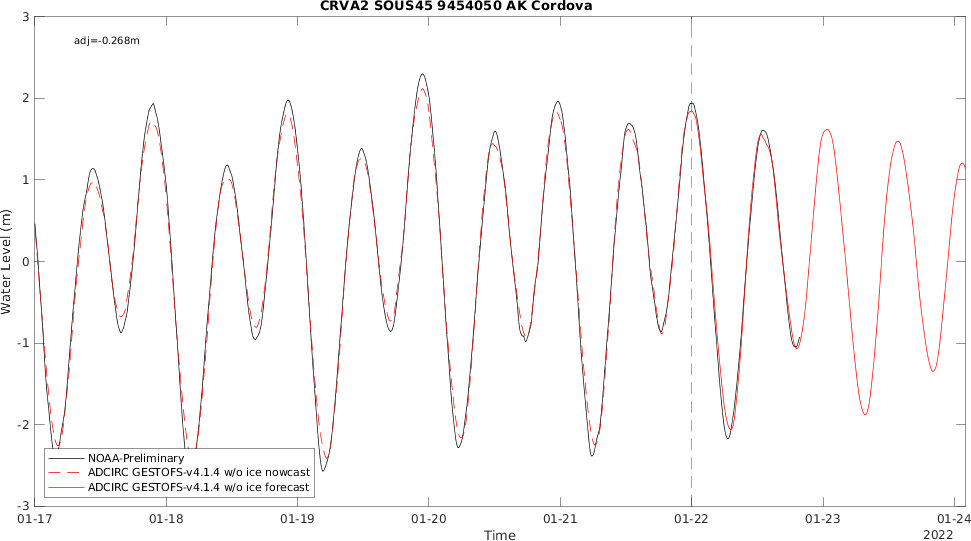 CRVA2 SOUS45 9454050 AK Cordova
adj=-0.268m
3
2
1
0
-1
-2
-3
Water Level (m)
NOAA-Preliminary
ADCIRC GESTOFS-v4.1.4 w/o ice nowcast
ADCIRC GESTOFS-v4.1.4 w/o ice forecast
01-17 01-18 01-19 01-20 01-21 01-22 01-23 01-24
Time
2022